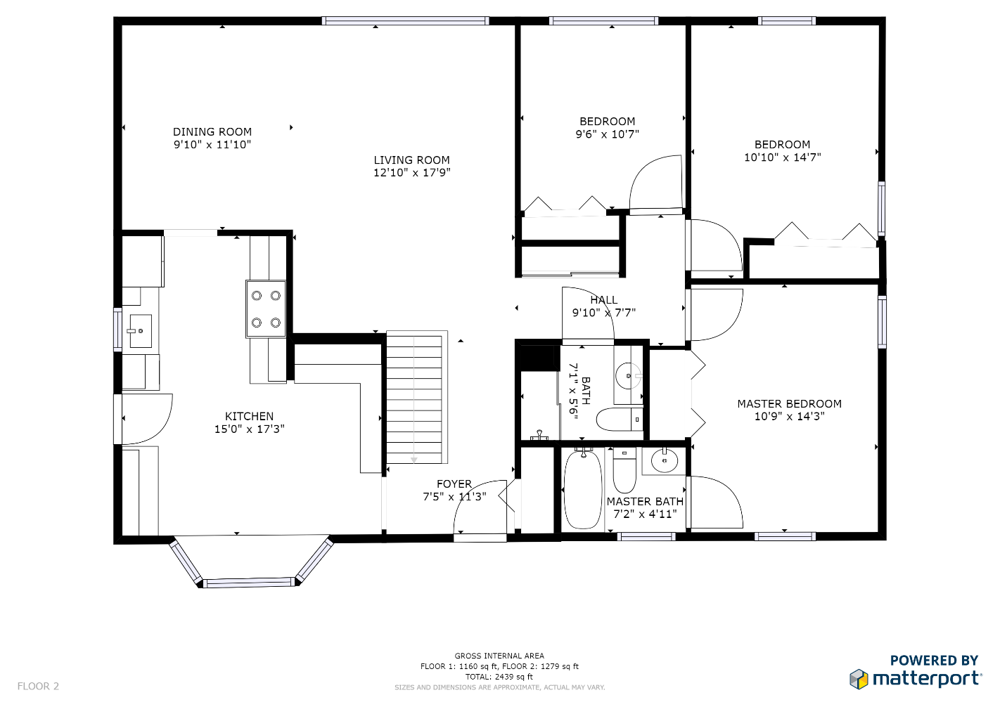 DINING ROOM
9'10" x 11'10"
LIVING ROOM
12'10" x 17'9"
BEDROOM
9'6" x 10'7"
BEDROOM
10'10" x 14'7"
HALL
9'10" x 7'7"
KITCHEN
15'0" x 17'3"
BATH
7'1" x 5'6"
MASTER BEDROOM
10'9" x 14'3"
FOYER
7'5" x 11'3"
MASTER BATH
7'2" x 4'11"
GROSS INTERNAL AREA
FLOOR 1: 1160 sq ft, FLOOR 2: 1279 sq ft
TOTAL: 2439 sq ft
SIZES AND DIMENSIONS ARE APPROXIMATE, ACTUAL MAY VARY.
FLOOR 2
POWERED BY
matterport®